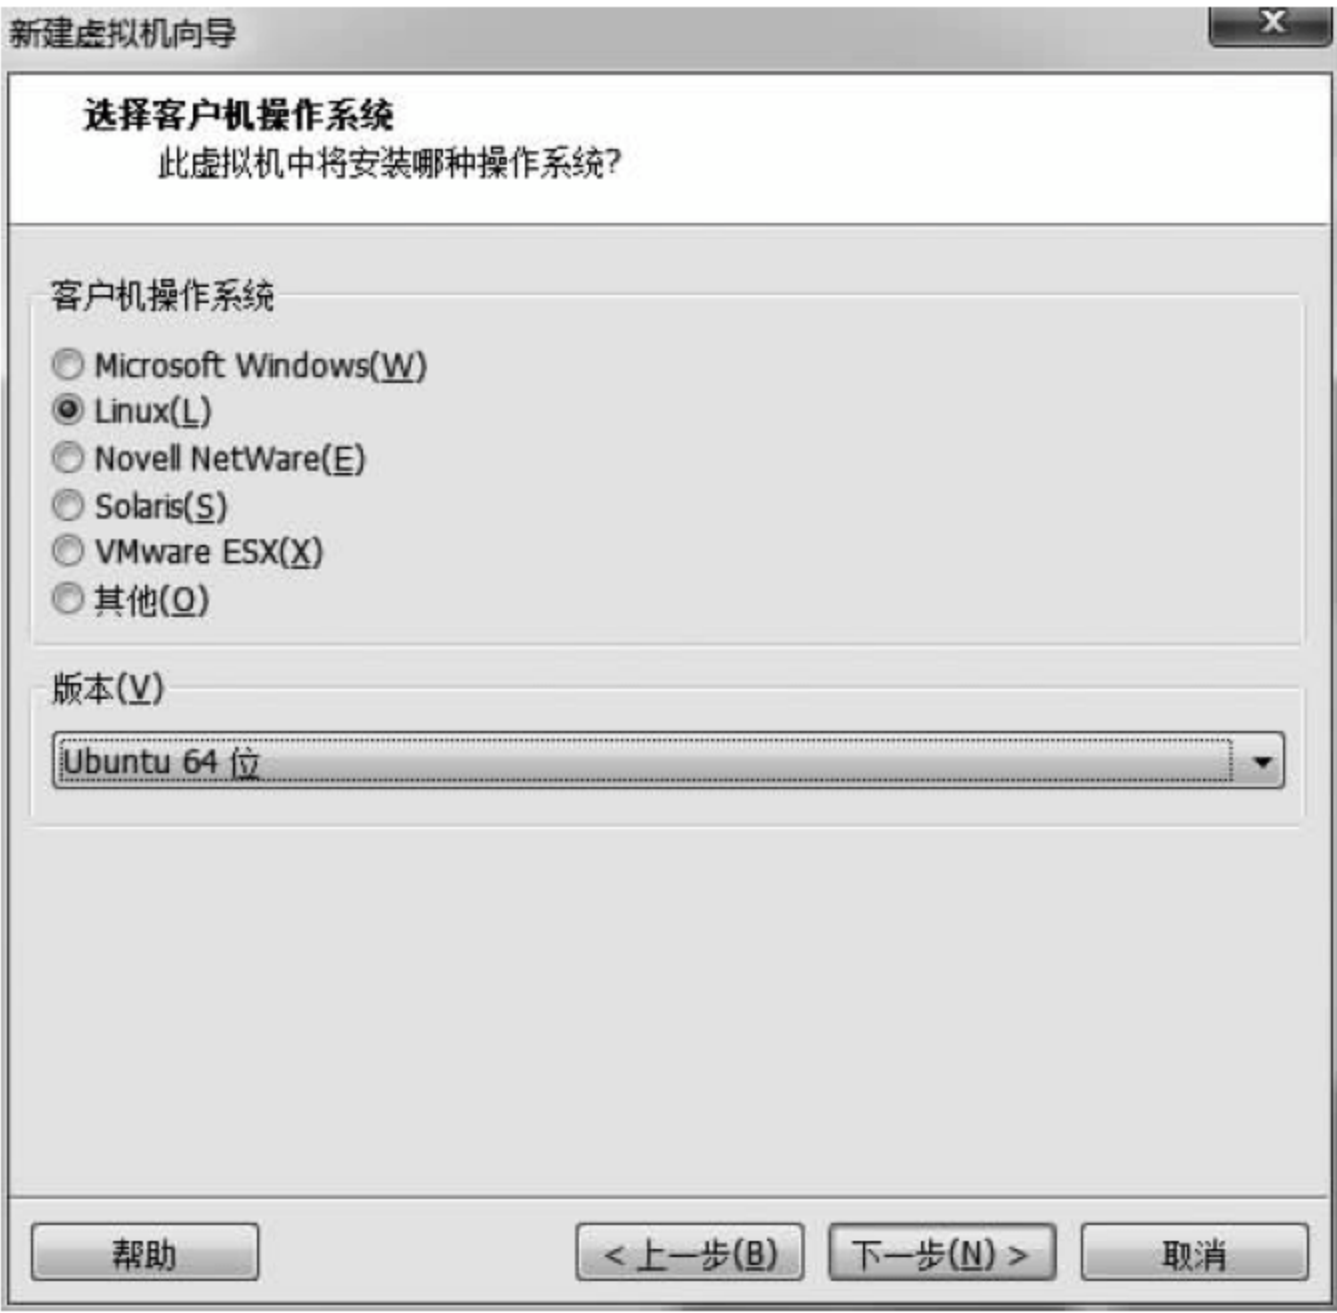 新建虚拟机向导
x
选择客户机操作系统
此虚拟机中将安装哪种操作系统?
客户机操作系统
Microsoft Windows(W)
Linux(L)
Novell NetWare(E)
Solaris(S)
VMware ESX(X)
其他(O)
版本(V)
Ubuntu 64 位
帮助
< 上一步(B)
下一步(N) >
取消